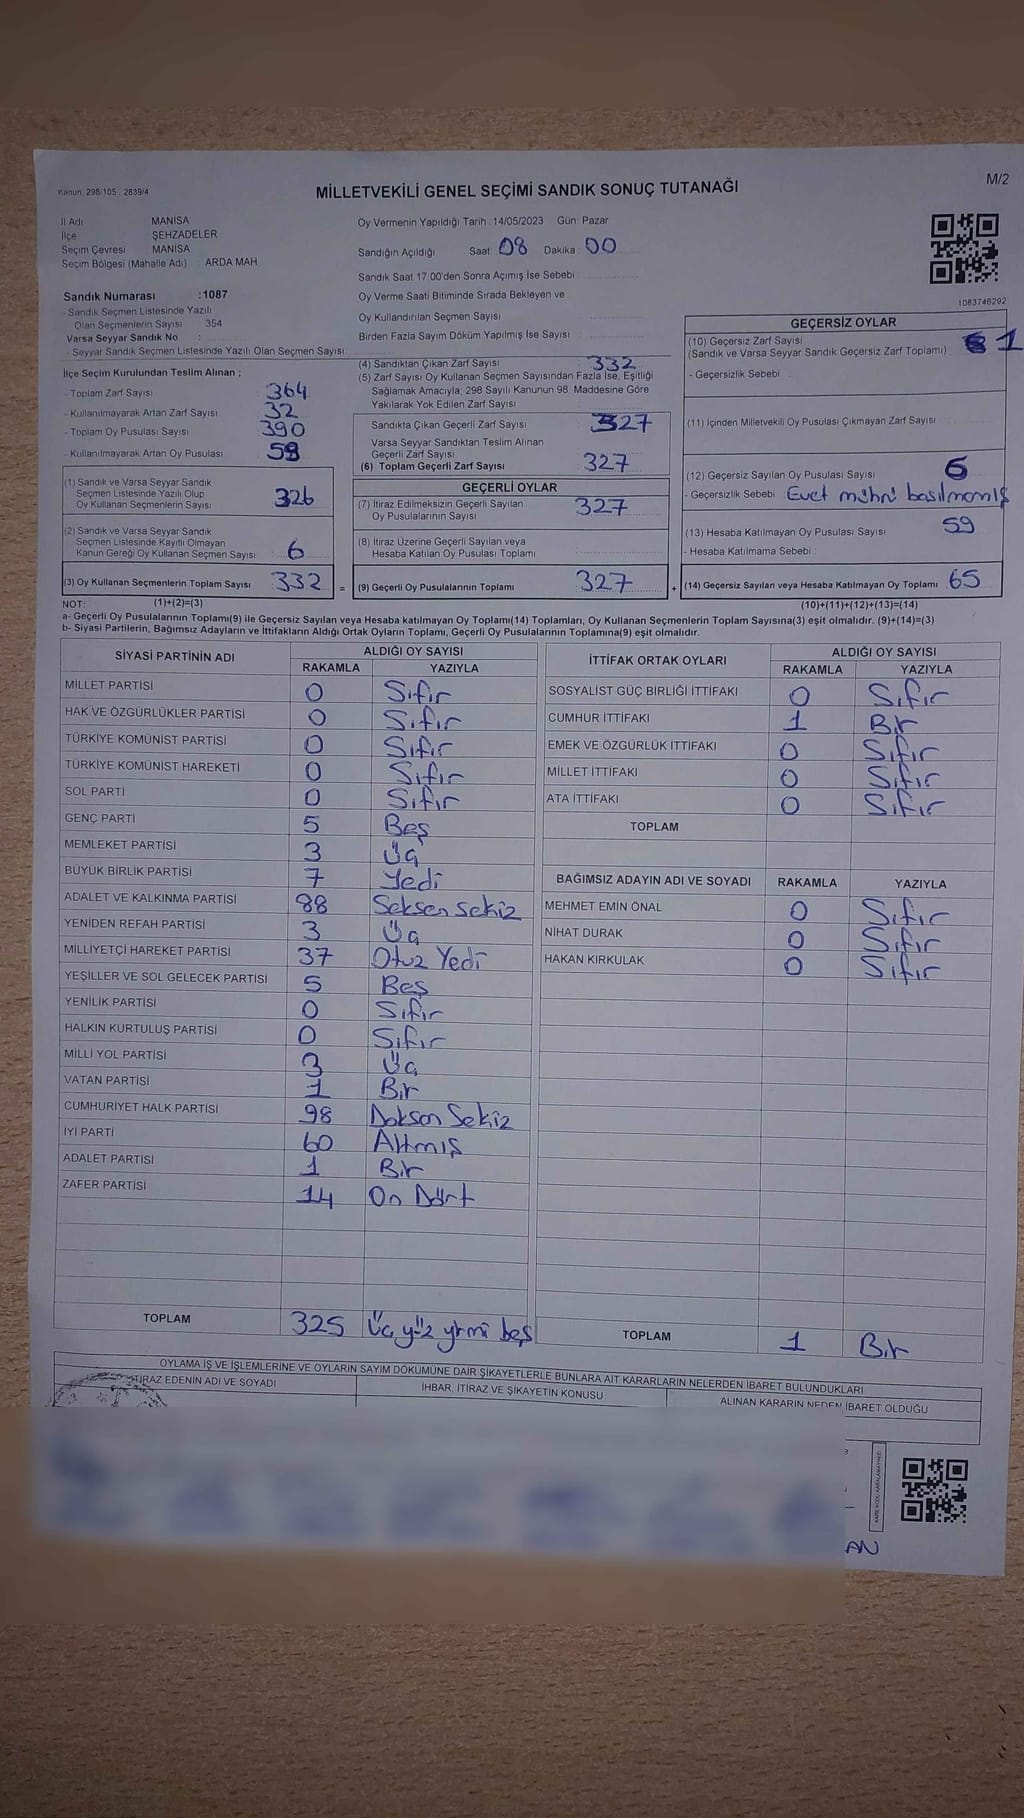 Kanun, 298/105, 2839/4
MİLLETVEKİLİ GENEL SEÇİMİ SANDIK SONUÇ TUTANAĞI
M/2
İl Adı MANİSA
İlçe ŞEHZADELER
Seçim Çevresi MANİSA
Seçim Bölgesi (Mahalle Adı) ARDA MAH.
Oy Vermenin Yapıldığı Tarih : 14/05/2023 Gün: Pazar
Sandığın Açıldığı Saat: 08 Dakika: 00
Sandık Saat 17:00'den Sonra Açımış İse Sebebi :
Oy Verme Saati Bitiminde Sırada Bekleyen ve
Oy Kullandırılan Seçmen Sayısı
Birden Fazla Sayım Döküm Yapılmış İse Sayısı :
1083746292
Sandık Numarası :1087
- Sandık Seçmen Listesinde Yazılı
Olan Seçmenlerin Sayısı 354
Varsa Seyyar Sandık No :
- Seyyar Sandık Seçmen Listesinde Yazılı Olan Seçmen Sayısı:
İlçe Seçim Kurulundan Teslim Alınan ;
- Toplam Zarf Sayısı 364
- Kullanılmayarak Artan Zarf Sayısı 32
- Toplam Oy Pusulası Sayısı 390
- Kullanılmayarak Artan Oy Pusulası 59
(1) Sandık ve Varsa Seyyar Sandık
Seçmen Listesinde Yazılı Olup
Oy Kullanan Seçmenlerin Sayısı 326
(2) Sandık ve Varsa Seyyar Sandık
Seçmen Listesinde Kayıtlı Olmayan
Kanun Gereği Oy Kullanan Seçmen Sayısı 6
(3) Oy Kullanan Seçmenlerin Toplam Sayısı 332 =
(1)+(2)=(3)
(4) Sandıktan Çıkan Zarf Sayısı : 332
(5) Zarf Sayısı Oy Kullanan Seçmen Sayısından Fazla İse, Eşitliği
Sağlamak Amacıyla; 298 Sayılı Kanunun 98. Maddesine Göre
Yakılarak Yok Edilen Zarf Sayısı :
Sandıkta Çıkan Geçerli Zarf Sayısı : 327
Varsa Seyyar Sandıktan Teslim Alınan
Geçerli Zarf Sayısı
(6) Toplam Geçerli Zarf Sayısı : 327
GEÇERLİ OYLAR
(7) İtiraz Edilmeksizin Geçerli Sayılan
Oy Pusulalarının Sayısı 327
(8) İtiraz Üzerine Geçerli Sayılan veya
Hesaba Katılan Oy Pusulası Toplamı
(9) Geçerli Oy Pusulalarının Toplamı 327 +
GEÇERSİZ OYLAR
(10) Geçersiz Zarf Sayısı
(Sandık ve Varsa Seyyar Sandık Geçersiz Zarf Toplamı) : 1
- Geçersizlik Sebebi :
(11) İçinden Milletvekili Oy Pusulası Çıkmayan Zarf Sayısı
(12) Geçersiz Sayılan Oy Pusulası Sayısı :
- Geçersizlik Sebebi : Evet mührü basılmamış
(13) Hesaba Katılmayan Oy Pusulası Sayısı : 59
- Hesaba Katılmama Sebebi :
(14) Geçersiz Sayılan veya Hesaba Katılmayan Oy Toplamı 65
(10)+(11)+(12)+(13)=(14)
NOT:
a- Geçerli Oy Pusulalarının Toplamı(9) ile Geçersiz Sayılan veya Hesaba katılmayan Oy Toplamı(14) Toplamları, Oy Kullanan Seçmenlerin Toplam Sayısına(3) eşit olmalıdır. (9)+(14)=(3)
b- Siyasi Partilerin, Bağımsız Adayların ve İttifakların Aldığı Ortak Oyların Toplamı, Geçerli Oy Pusulalarının Toplamına(9) eşit olmalıdır.
SİYASİ PARTİNİN ADI ALDIĞI OY SAYISI
RAKAMLA YAZIYLA
MİLLET PARTİSİ 0 Sıfır
HAK VE ÖZGÜRLÜKLER PARTİSİ 0 Sıfır
TÜRKİYE KOMÜNİST PARTİSİ 0 Sıfır
TÜRKİYE KOMÜNİST HAREKETİ 0 Sıfır
SOL PARTİ 0 Sıfır
GENÇ PARTİ 5 Beş
MEMLEKET PARTİSİ 3 Üç
BÜYÜK BİRLİK PARTİSİ 7 Yedi
ADALET VE KALKINMA PARTİSİ 88 Seksen sekiz
YENİDEN REFAH PARTİSİ 3 Üç
MİLLİYETÇİ HAREKET PARTİSİ 37 Otuz Yedi
YEŞİLLER VE SOL GELECEK PARTİSİ 5 Beş
YENİLİK PARTİSİ 0 Sıfır
HALKIN KURTULUŞ PARTİSİ 0 Sıfır
MİLLİ YOL PARTİSİ 3 Üç
VATAN PARTİSİ 1 Bir
CUMHURİYET HALK PARTİSİ 98 Doksan Sekiz
İYİ PARTİ 60 Altmış
ADALET PARTİSİ 1 Bir
ZAFER PARTİSİ 14 On Dört
TOPLAM 325 Üç yüz yirmi beş
İTTİFAK ORTAK OYLARI ALDIĞI OY SAYISI
RAKAMLA YAZIYLA
SOSYALİST GÜÇ BİRLİĞİ İTTİFAKI 0 Sıfır
CUMHUR İTTİFAKI 1 Bir
EMEK VE ÖZGÜRLÜK İTTİFAKI 0 Sıfır
MİLLET İTTİFAKI 0 Sıfır
ATA İTTİFAKI 0 Sıfır
TOPLAM
BAĞIMSIZ ADAYIN ADI VE SOYADI RAKAMLA YAZIYLA
MEHMET EMİN ÖNAL 0 Sıfır
NİHAT DURAK 0 Sıfır
HAKAN KIRKULAK 0 Sıfır
TOPLAM 1 Bir
OYLAMA İŞ VE İŞLEMLERİNE VE OYLARIN SAYIM DÖKÜMÜNE DAİR ŞİKAYETLERLE BUNLARA AİT KARARLARIN NELERDEN İBARET BULUNDUKLARI
İTİRAZ EDENİN ADI VE SOYADI İHBAR, İTİRAZ VE ŞİKAYETİN KONUSU ALINAN KARARIN NEDEN İBARET OLDUĞU
AN